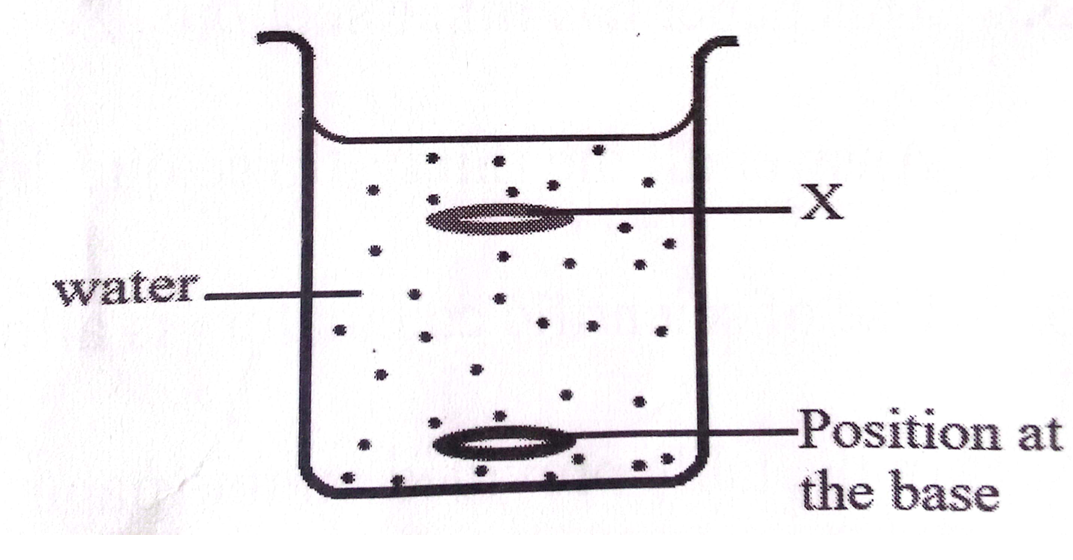 X
water
Position at
the base